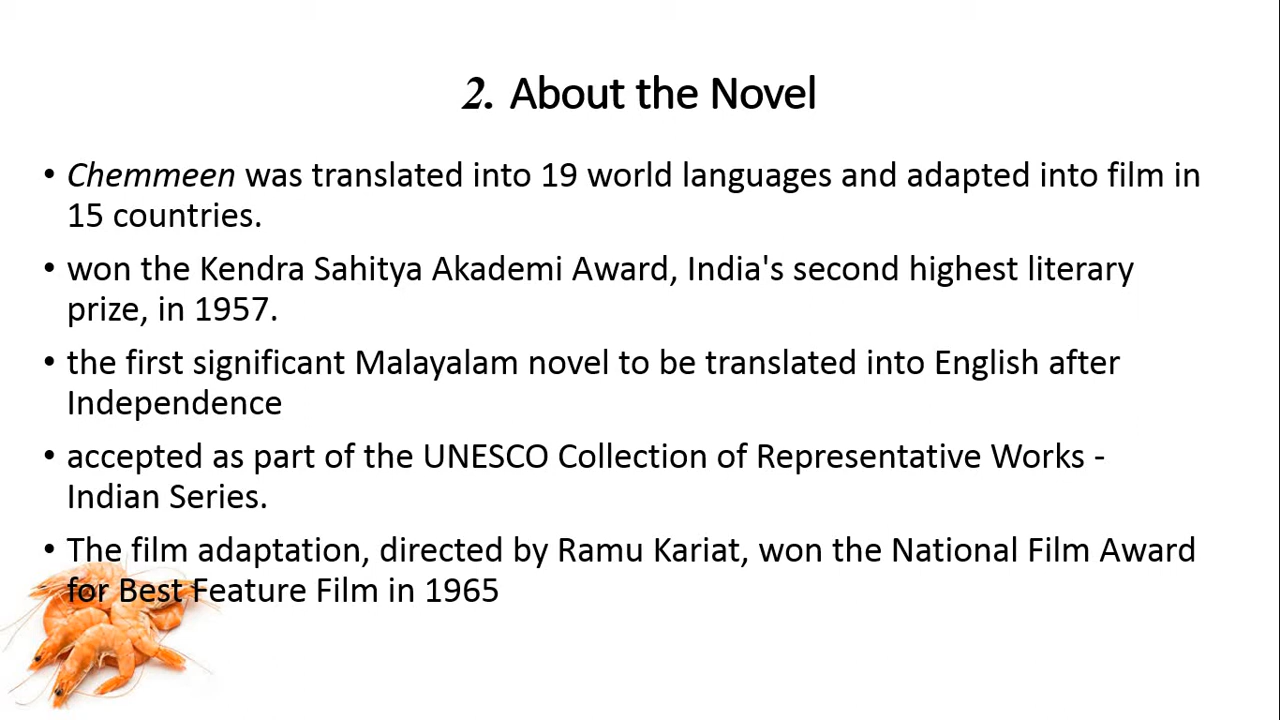 2. About the Novel
• Chemmeen was translated into 19 world languages and adapted into film in
15 countries.
• won the Kendra Sahitya Akademi Award, India's second highest literary
prize, in 1957.
• the first significant Malayalam novel to be translated into English after
Independence
• accepted as part of the UNESCO Collection of Representative Works -
Indian Series.
• The film adaptation, directed by Ramu Kariat, won the National Film Award
for Best Feature Film in 1965